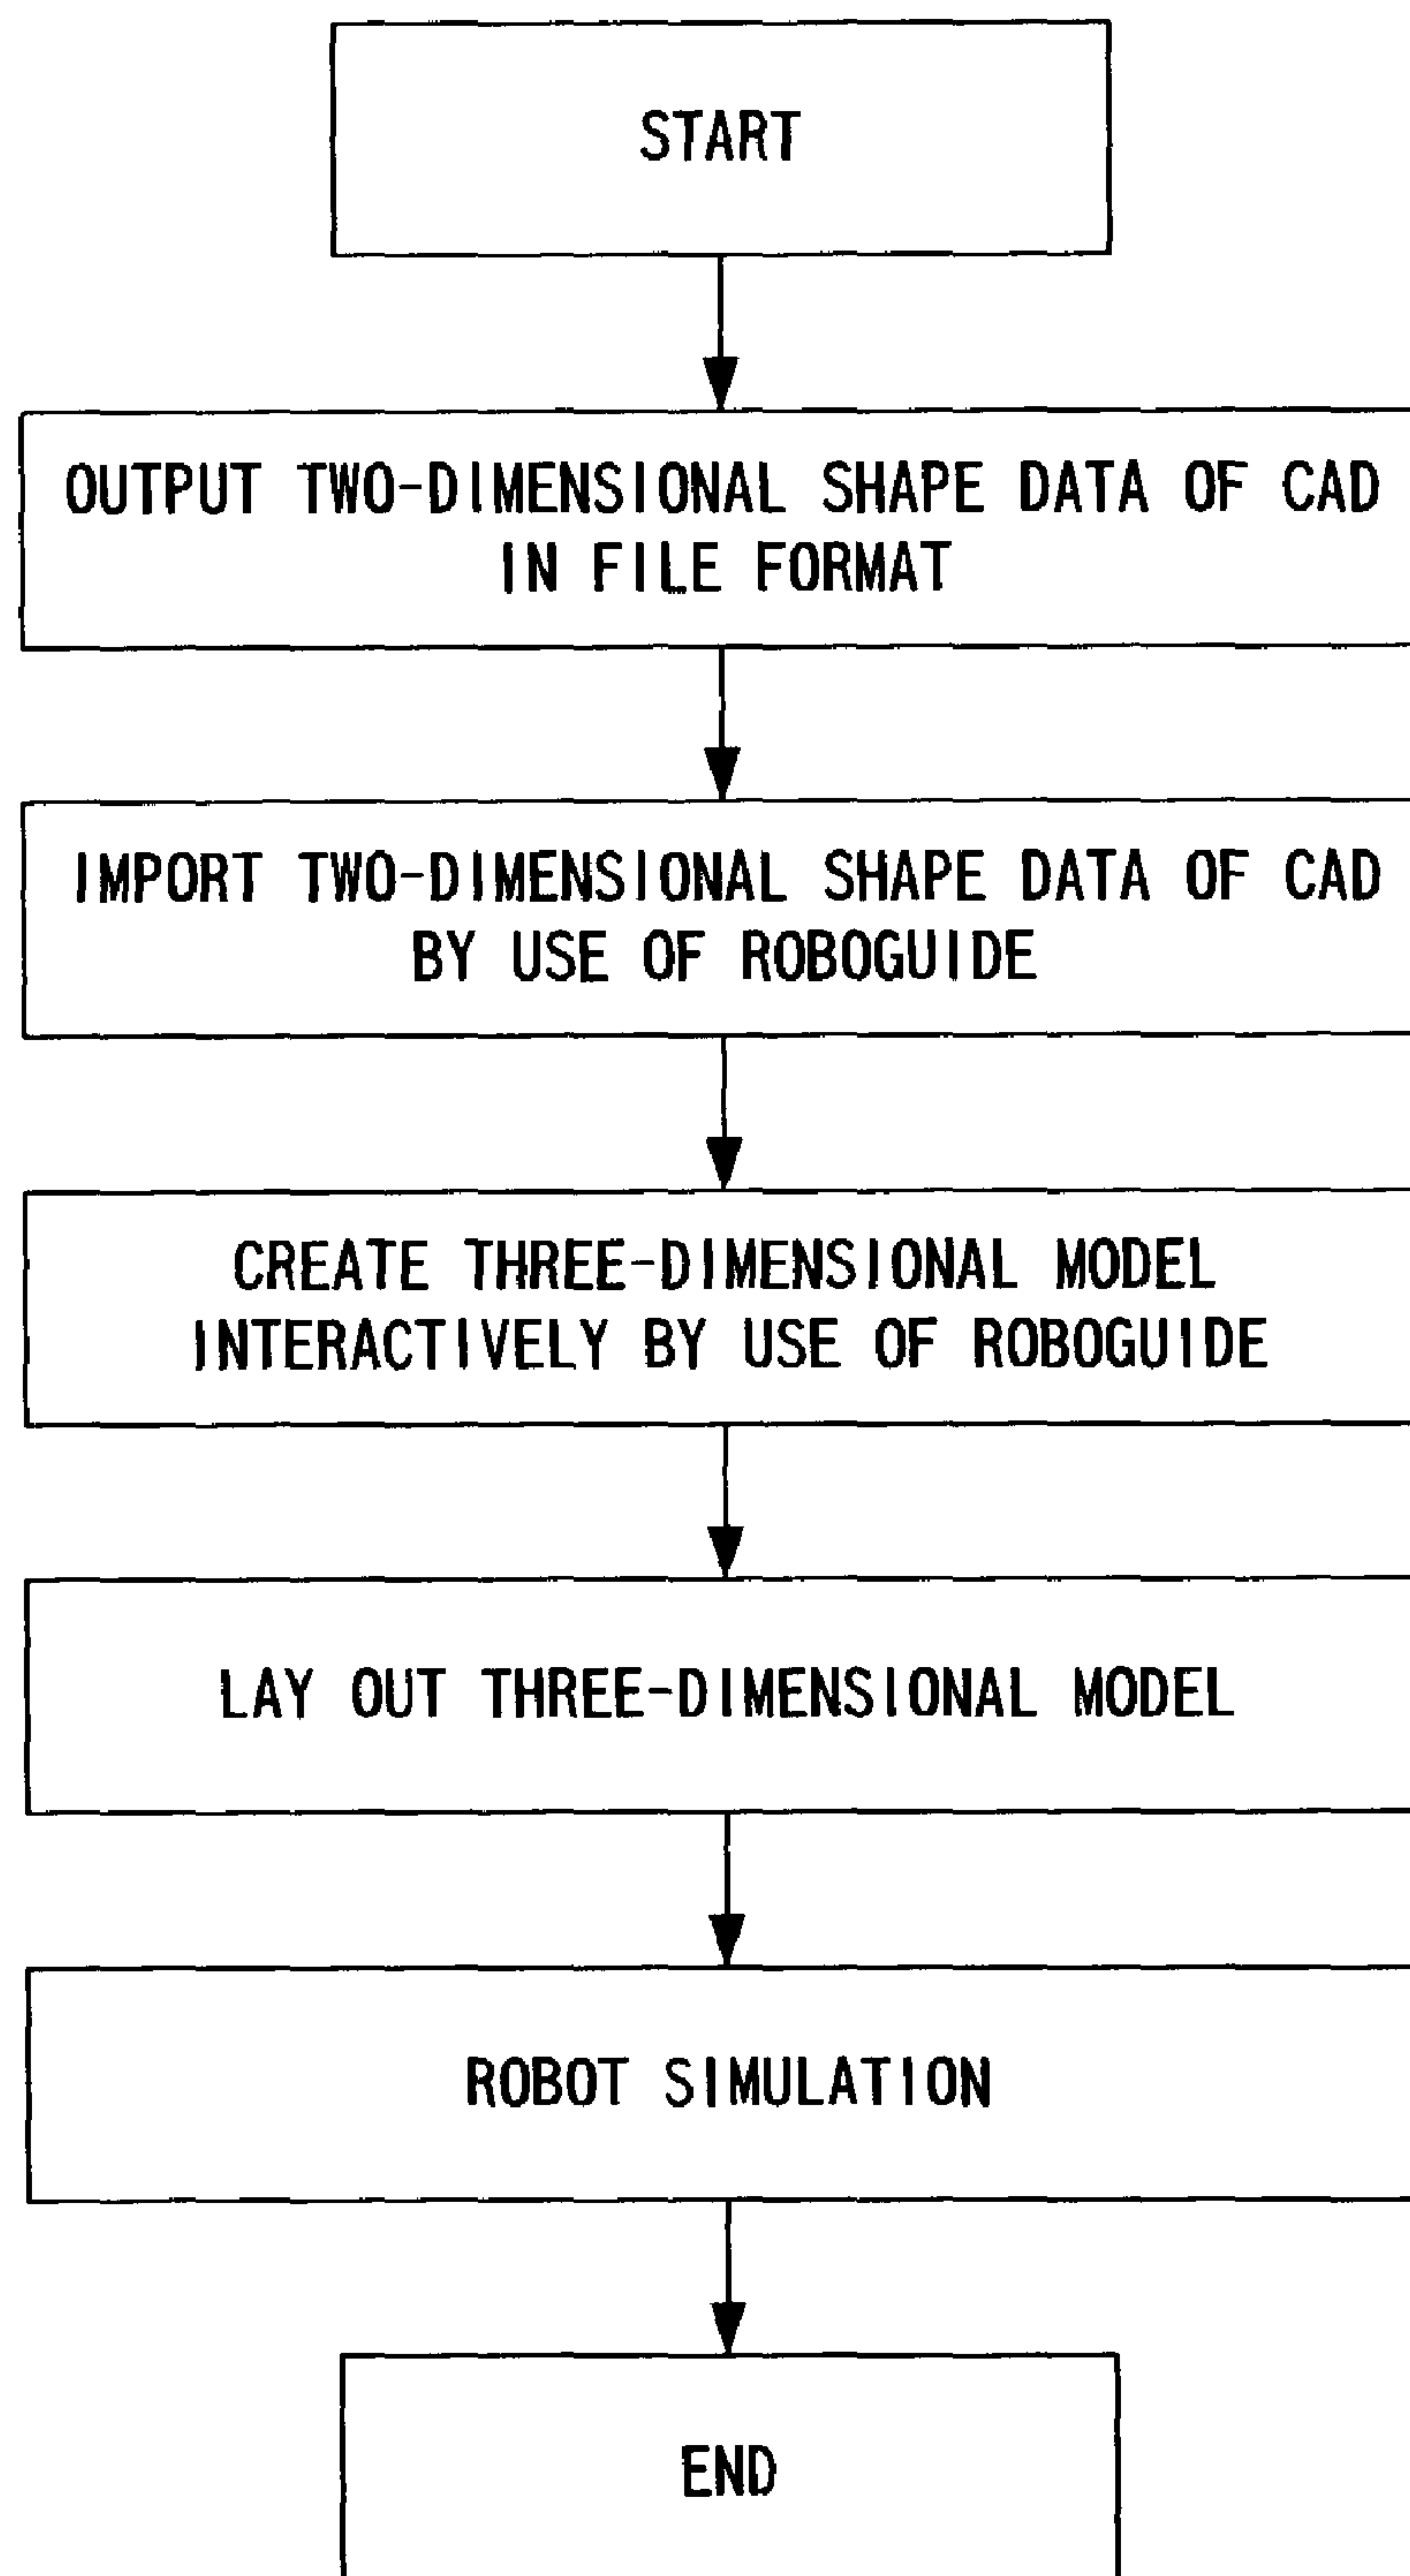 START
OUTPUT TWO-DIMENSIONAL SHAPE DATA OF CAD
IN FILE FORMAT
IMPORT TWO-DIMENSIONAL SHAPE DATA OF CAD
BY USE OF ROBOGUIDE
CREATE THREE-DIMENSIONAL MODEL
INTERACTIVELY BY USE OF ROBOGUIDE
LAY OUT THREE-DIMENSIONAL MODEL
ROBOT SIMULATION
END